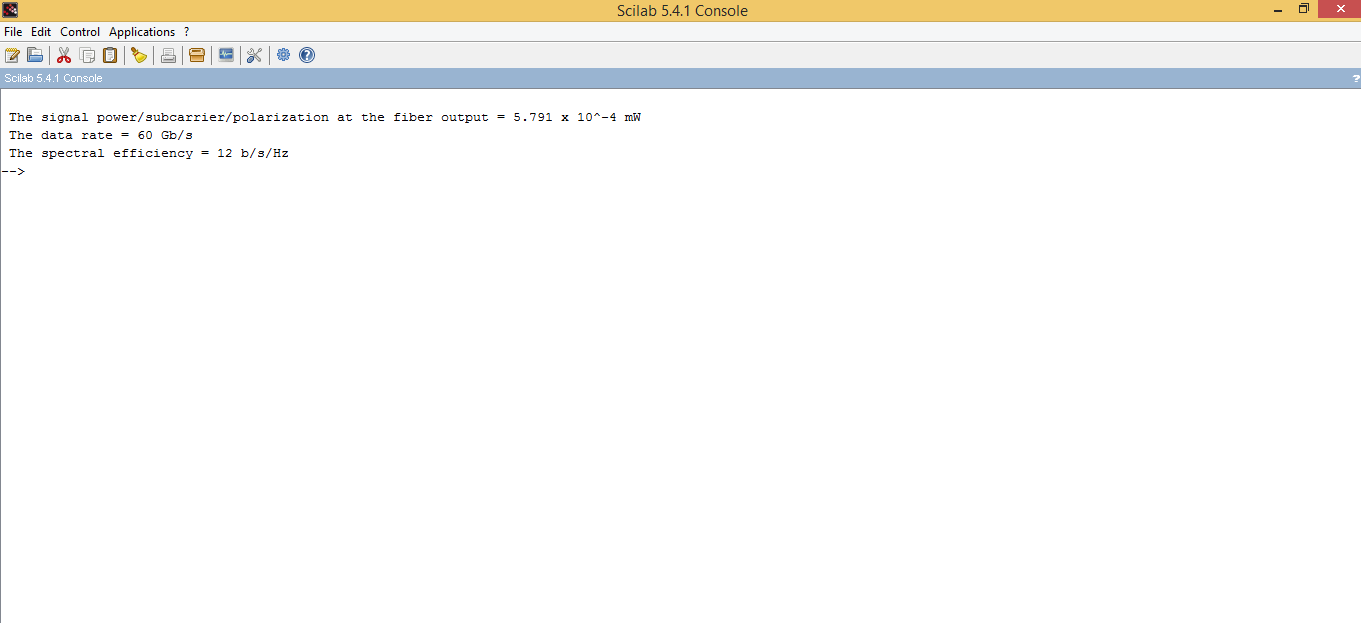 Scilab 5.4.1 Console
File Edit Control Applications ?
Scilab 5.4.1 Console ?
The signal power/subcarrier/polarization at the fiber output = 5.791 x 10^-4 mW
The data rate = 60 Gb/s
The spectral efficiency = 12 b/s/Hz
-->